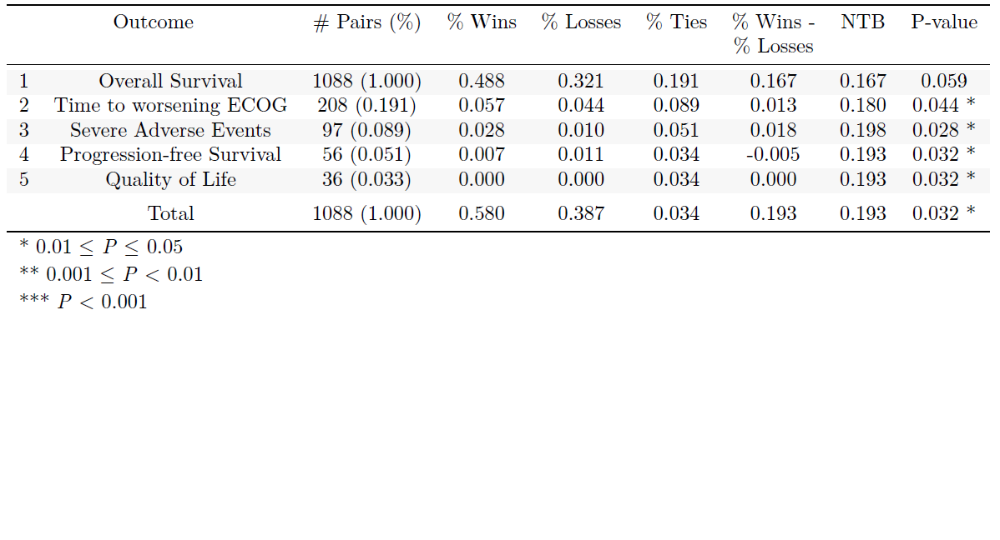 Outcome # Pairs (%) % Wins % Losses % Ties % Wins - NTB P-value
% Losses
1 Overall Survival 1088 (1.000) 0.488 0.321 0.191 0.167 0.167 0.059
2 Time to worsening ECOG 208 (0.191) 0.057 0.044 0.089 0.013 0.180 0.044 *
3 Severe Adverse Events 97 (0.089) 0.028 0.010 0.051 0.018 0.198 0.028 *
4 Progression-free Survival 56 (0.051) 0.007 0.011 0.034 -0.005 0.193 0.032 *
5 Quality of Life 36 (0.033) 0.000 0.000 0.034 0.000 0.193 0.032 *
Total 1088 (1.000) 0.580 0.387 0.034 0.193 0.193 0.032 *
* 0.01 ≤ P ≤ 0.05
** 0.001 ≤ P < 0.01
*** P < 0.001